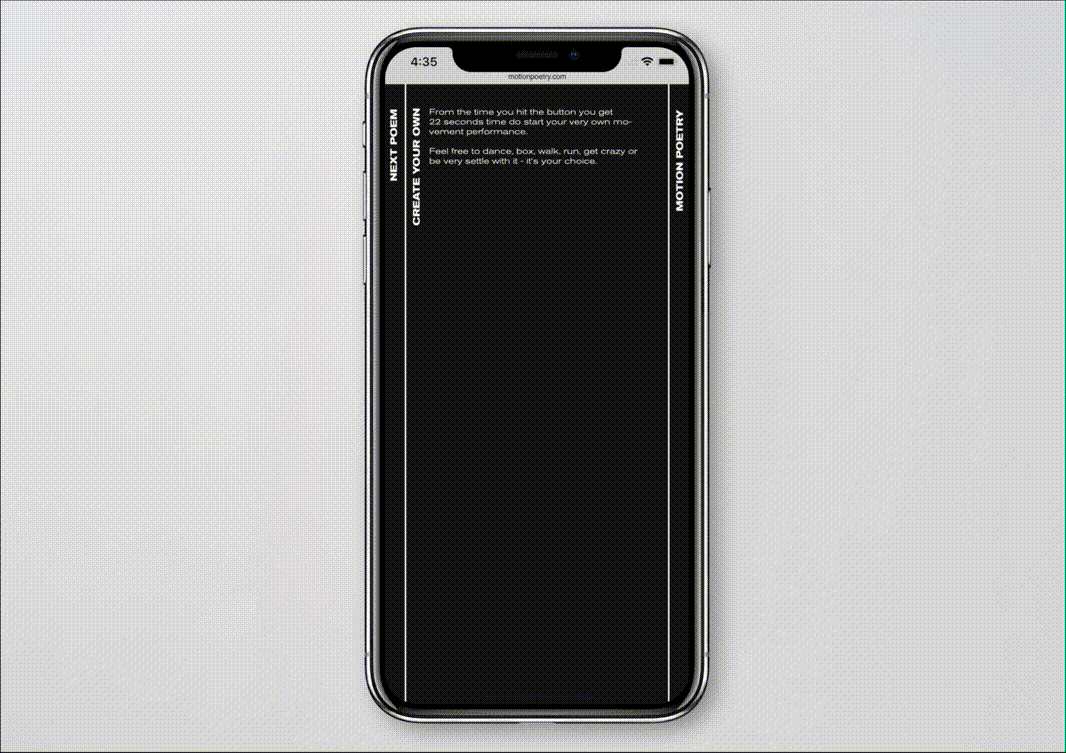 4:35
motionpoetry.com
NEXT POEM
CREATE YOUR OWN
From the time you hit the button you get
22 seconds time do start your very own mo-
vement performance.
Feel free to dance, box, walk, run, get crazy or
be very settle with it - it's your choice.
MOTION POETRY